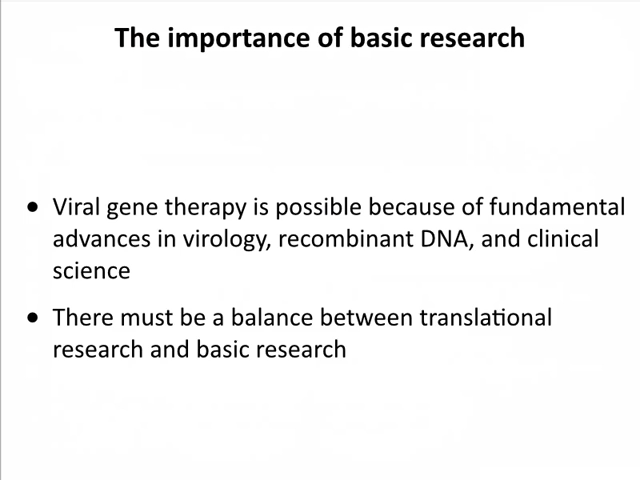 The importance of basic research
● Viral gene therapy is possible because of fundamental
advances in virology, recombinant DNA, and clinical
science
● There must be a balance between translational
research and basic research